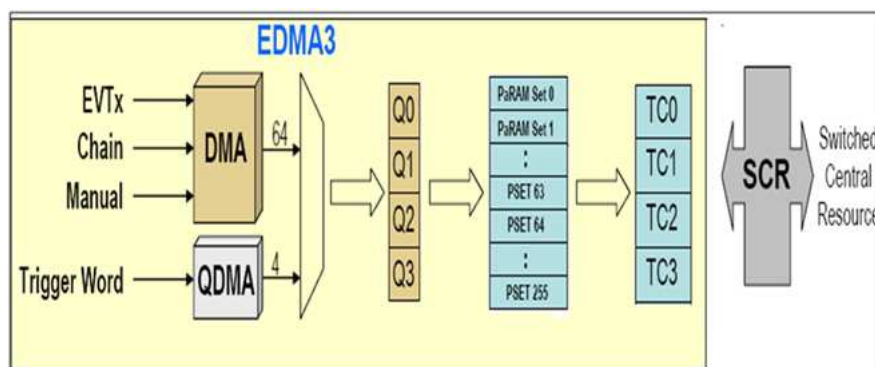 EDMA3
EVTx
Chain
Manual
Trigger Word
DMA
64
QDMA
4
Q0
Q1
Q2
Q3
PaRAM Set 0
PaRAM Set 1
:
PSET 63
PSET 64
:
PSET 255
TC0
TC1
TC2
TC3
SCR
Switched
Central
Resource